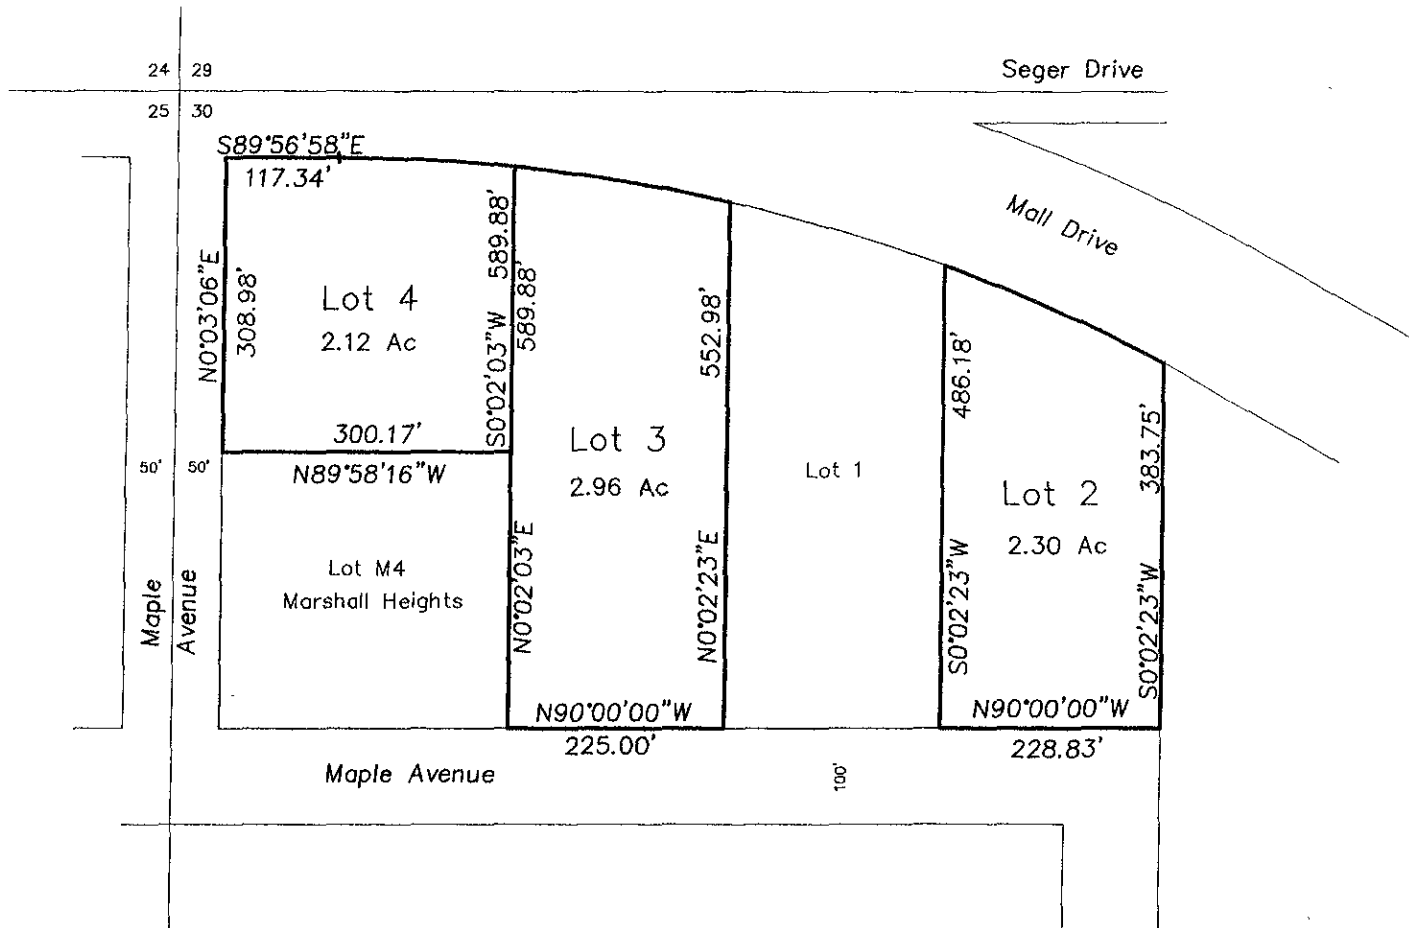 24 29
25 30
Seger Drive
Mall Drive
S89°56'58"E
117.34'
N0°03'06"E
308.98'
Lot 4
2.12 Ac
S0°02'03"W 589.88'
300.17'
N89°58'16"W
589.88'
N0°02'03"E
Lot 3
2.96 Ac
552.98'
N0°02'23"E
N90°00'00"W
225.00'
Lot 1
486.18'
S0°02'23"W
Lot 2
2.30 Ac
383.75'
S0°02'23"W
N90°00'00"W
228.83'
50' 50'
Lot M4
Marshall Heights
Maple
Avenue
Maple Avenue
100'